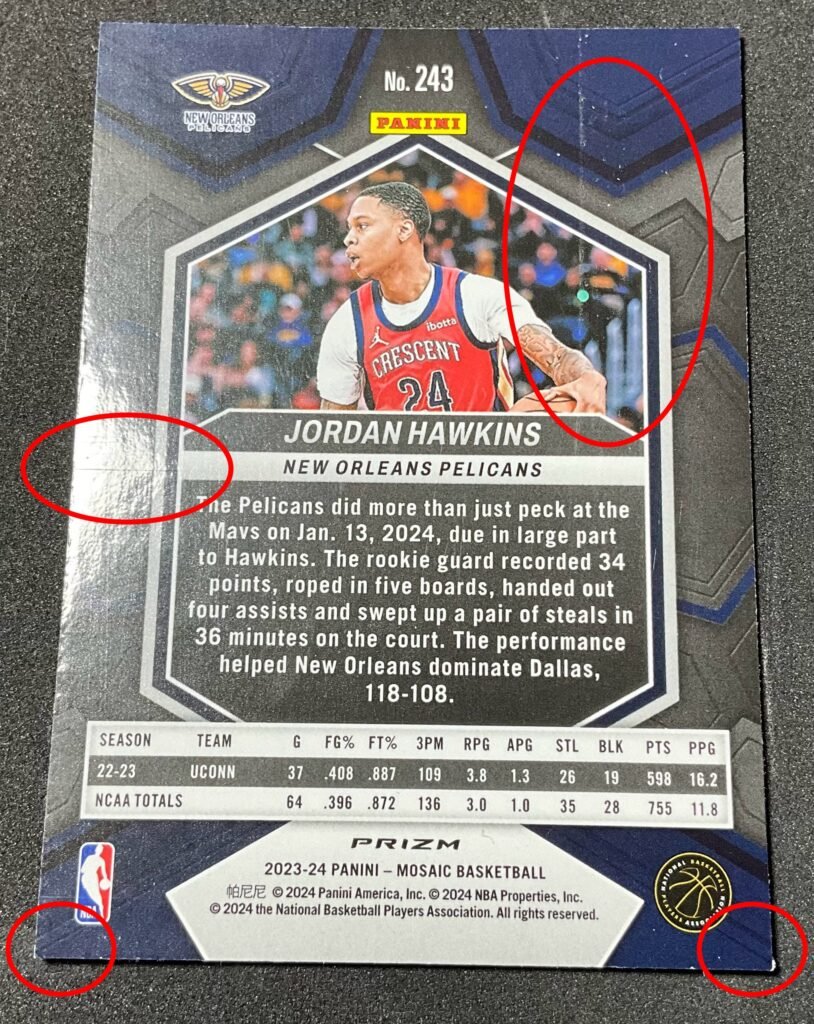 No. 243
NEW ORLEANS
PELICANS
PANINI
ibotta
CRESCENT
24
JORDAN HAWKINS
NEW ORLEANS PELICANS
The Pelicans did more than just peck at the
Mavs on Jan. 13, 2024, due in large part
to Hawkins. The rookie guard recorded 34
points, roped in five boards, handed out
four assists and swept up a pair of steals in
36 minutes on the court. The performance
helped New Orleans dominate Dallas,
118-108.
SEASON TEAM G FG% FT% 3PM RPG APG STL BLK PTS PPG
22-23 UCONN 37 .408 .887 109 3.8 1.3 26 19 598 16.2
NCAA TOTALS 64 .396 .872 136 3.0 1.0 35 28 755 11.8
PRIZM
2023-24 PANINI – MOSAIC BASKETBALL
帕尼尼 © 2024 Panini America, Inc. © 2024 NBA Properties, Inc.
© 2024 the National Basketball Players Association. All rights reserved.
NBA
NATIONAL BASKETBALL PLAYERS ASSOCIATION